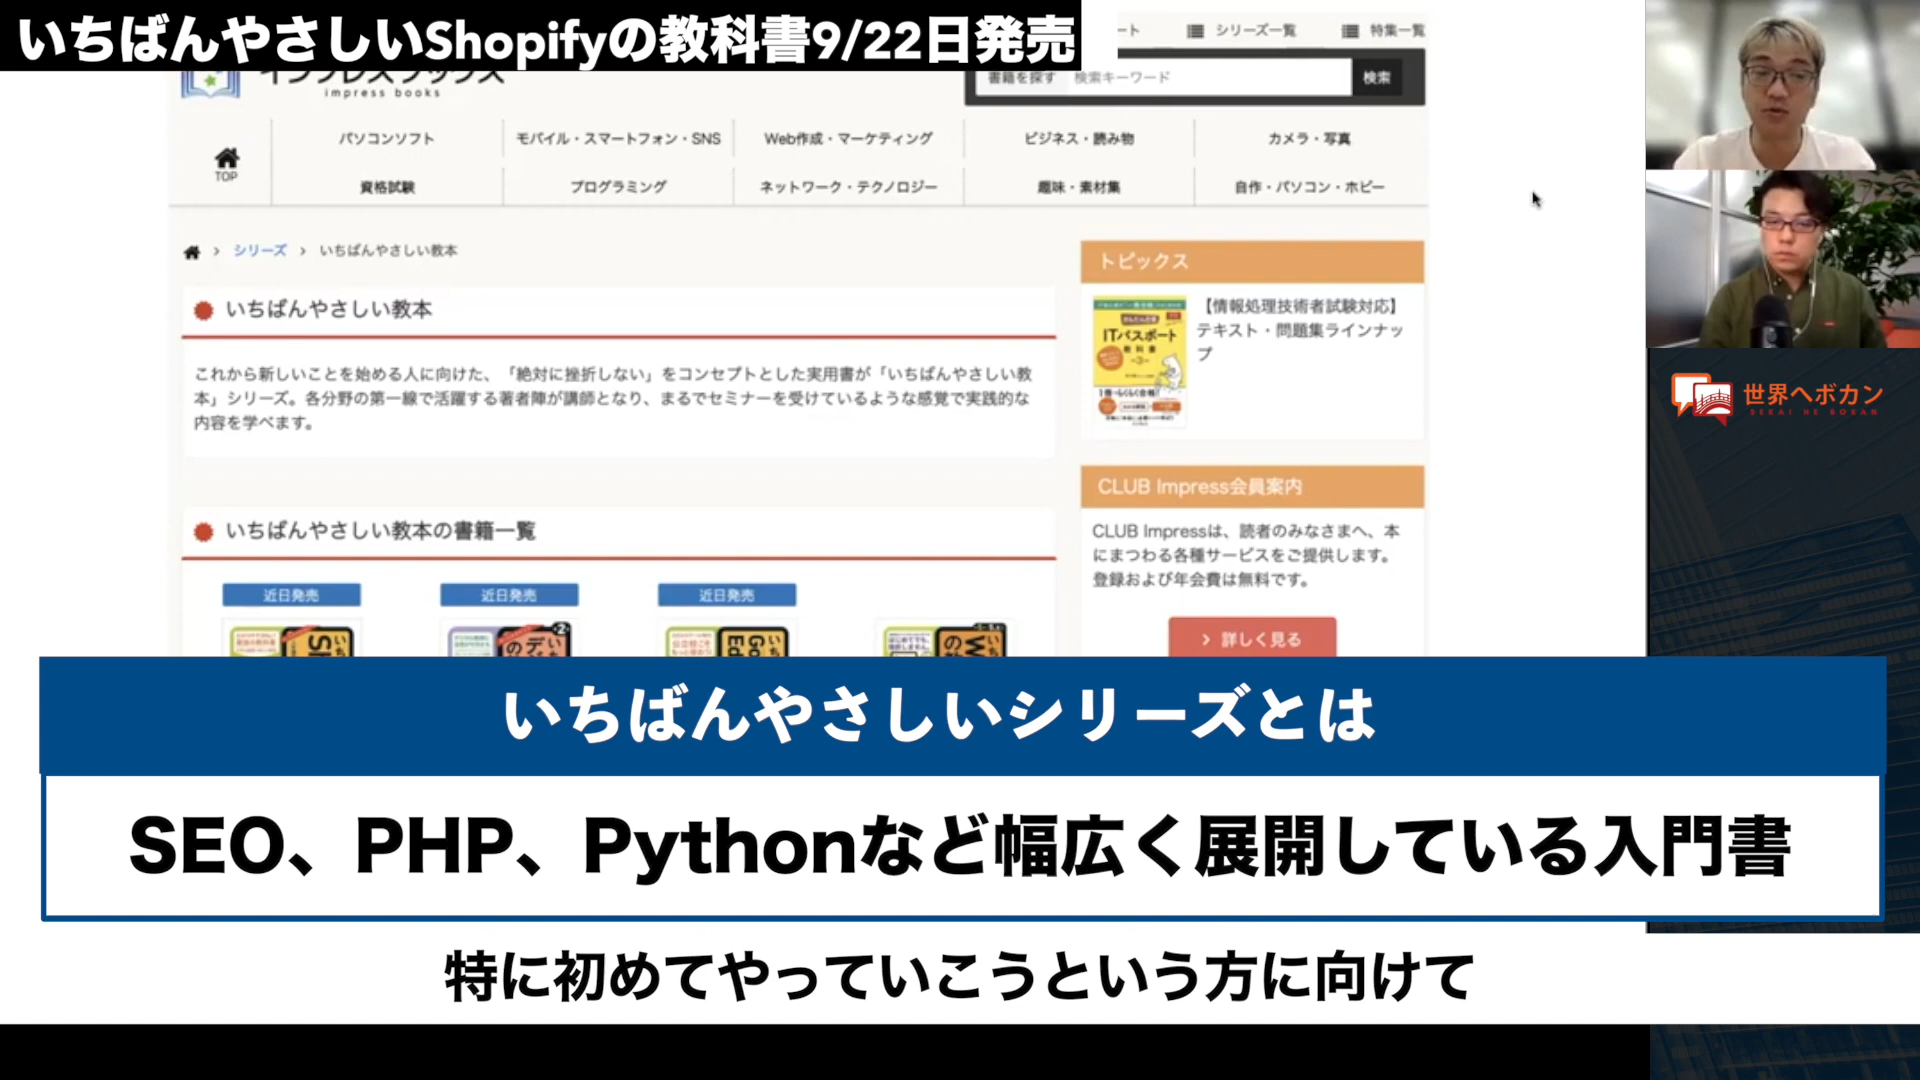 いちばんやさしいShopifyの教科書9/22日発売
シリーズ一覧
特集一覧
impress books
書籍を探す
検索キーワード
検索
TOP
パソコンソフト
モバイル・スマートフォン・SNS
Web作成・マーケティング
ビジネス・読み物
カメラ・写真
資格試験
プログラミング
ネットワーク・テクノロジー
趣味・素材集
自作・パソコン・ホビー
> シリーズ > いちばんやさしい教本
いちばんやさしい教本
これから新しいことを始める人に向けた、「絶対に挫折しない」をコンセプトとした実用書が「いちばんやさしい教
本」シリーズ。各分野の第一線で活躍する著者陣が講師となり、まるでセミナーを受けているような感覚で実践的な
内容を学べます。
いちばんやさしい教本の書籍一覧
近日発売
近日発売
近日発売
トピックス
ITパスポート
【情報処理技術者試験対応】
テキスト・問題集ラインナッ
プ
CLUB Impress会員案内
CLUB Impressは、読者のみなさまへ、本
にまつわる各種サービスをご提供します。
登録および年会費は無料です。
> 詳しく見る
世界へボカン
SEKAI HE BOKAN
いちばんやさしいシリーズとは
SEO、PHP、Pythonなど幅広く展開している入門書
特に初めてやっていこうという方に向けて